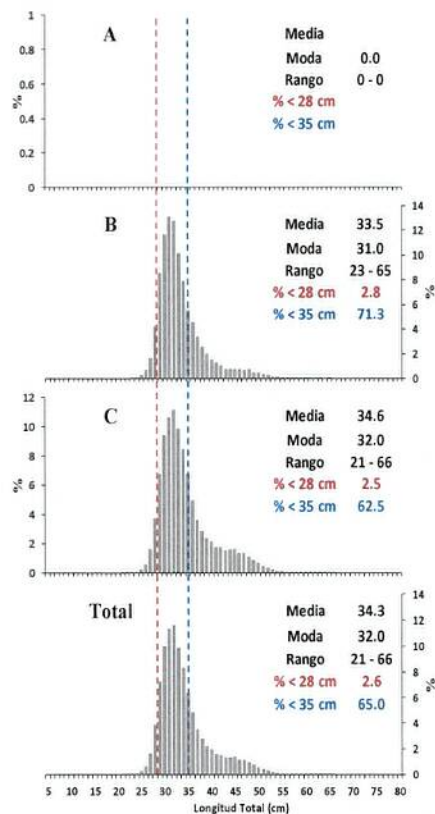 1
0.8
0.6
0.4
0.2
0
%
A
Media
Moda 0.0
Rango 0 - 0
% < 28 cm
% < 35 cm
B
Media 33.5
Moda 31.0
Rango 23 - 65
% < 28 cm 2.8
% < 35 cm 71.3
14
12
10
8
6
4
2
0
%
12
10
8
6
4
2
0
%
C
Media 34.6
Moda 32.0
Rango 21 - 66
% < 28 cm 2.5
% < 35 cm 62.5
Total
Media 34.3
Moda 32.0
Rango 21 - 66
% < 28 cm 2.6
% < 35 cm 65.0
14
12
10
8
6
4
2
0
%
5 10 15 20 25 30 35 40 45 50 55 60 65 70 75 80
Longitud Total (cm)